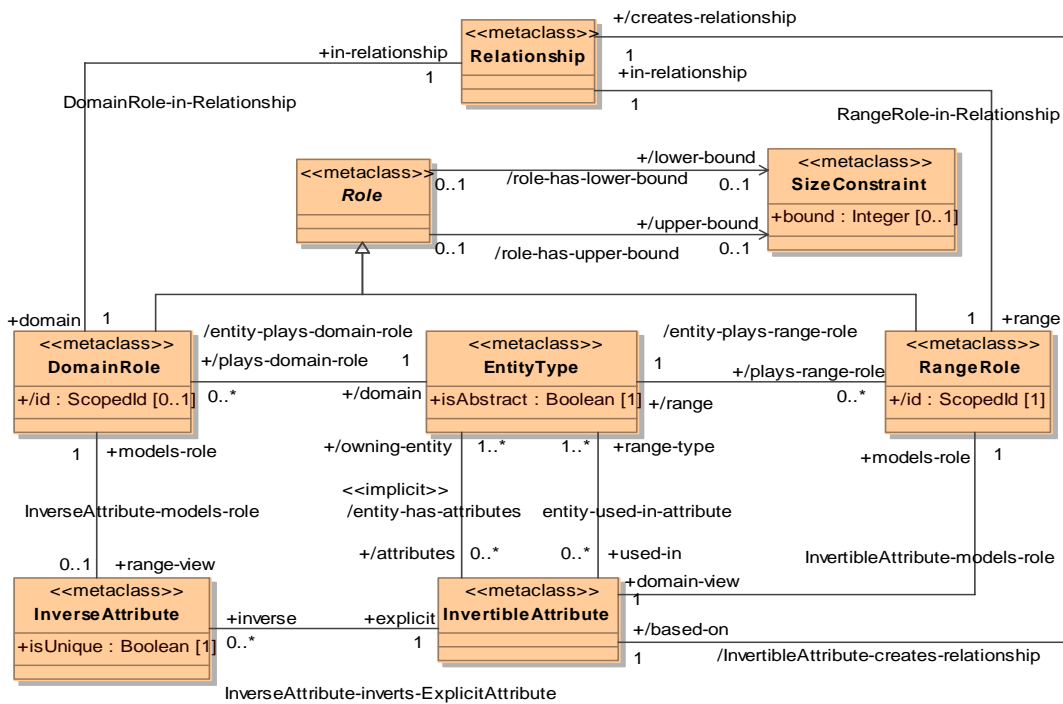 +/creates-relationship
<<metaclass>>
Relationship
1
+in-relationship
1
+in-relationship
1
DomainRole-in-Relationship
RangeRole-in-Relationship
<<metaclass>>
Role
+/lower-bound
0..1
/role-has-lower-bound
0..1
+/upper-bound
0..1
/role-has-upper-bound
0..1
<<metaclass>>
SizeConstraint
+bound : Integer [0..1]
+domain
1
/entity-plays-domain-role
/entity-plays-range-role
1
+range
<<metaclass>>
DomainRole
+/id : ScopedId [0..1]
+/plays-domain-role
1
0..*
+/domain
<<metaclass>>
EntityType
+isAbstract : Boolean [1]
1
+/plays-range-role
+/range
0..*
<<metaclass>>
RangeRole
+/id : ScopedId [1]
1
+models-role
+/owning-entity
1..*
1..*
+range-type
+models-role
1
<<implicit>>
/entity-has-attributes
InverseAttribute-models-role
entity-used-in-attribute
+/attributes
0..*
0..*
+used-in
InvertibleAttribute-models-role
0..1
+range-view
+domain-view
1
<<metaclass>>
InverseAttribute
+isUnique : Boolean [1]
+inverse
0..*
+explicit
1
<<metaclass>>
InvertibleAttribute
+/based-on
1
/InvertibleAttribute-creates-relationship
InverseAttribute-inverts-ExplicitAttribute